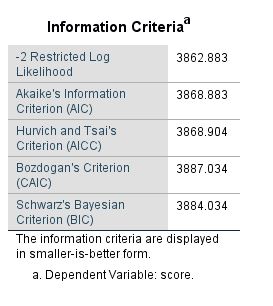 Information Criteriaa
-2 Restricted Log 3862.883
Likelihood
Akaike's Information 3868.883
Criterion (AIC)
Hurvich and Tsai's 3868.904
Criterion (AICC)
Bozdogan's Criterion 3887.034
(CAIC)
Schwarz's Bayesian 3884.034
Criterion (BIC)
The information criteria are displayed
in smaller-is-better form.
a. Dependent Variable: score.